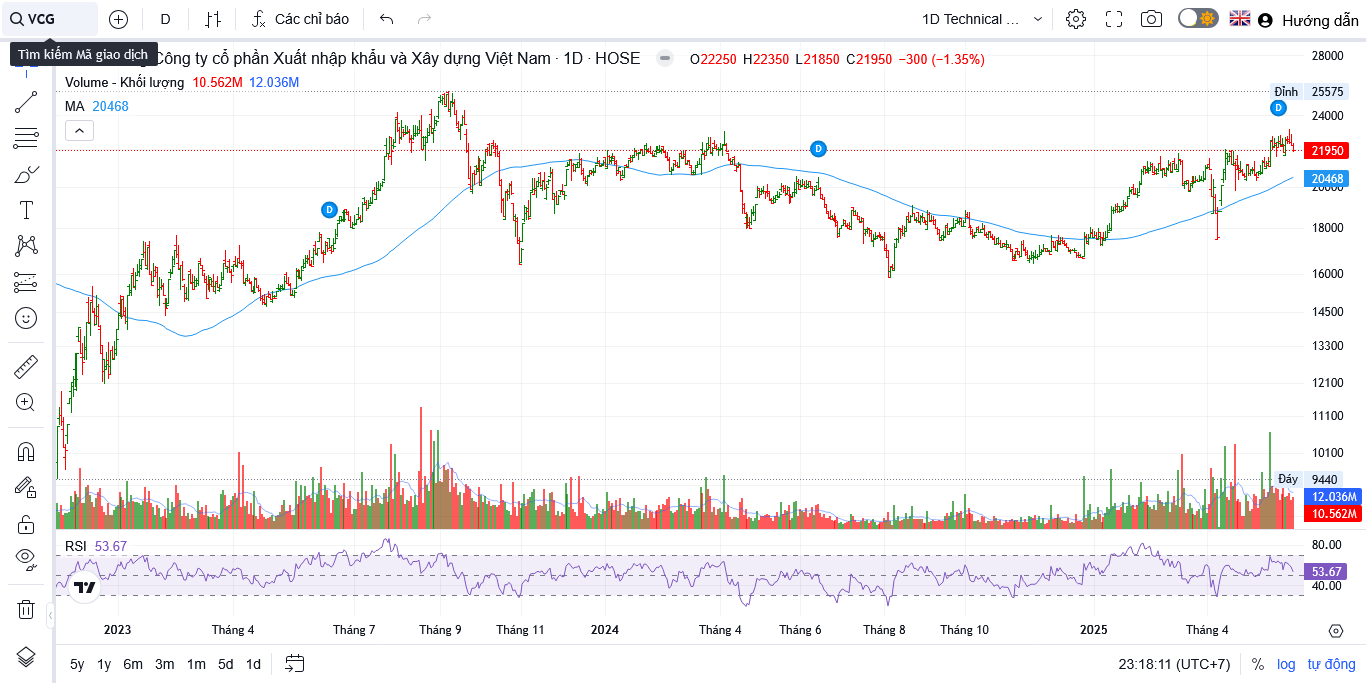 VCG D Các chỉ báo 1D Technical ... Hướng dẫn
Tìm kiếm Mã giao dịch
Công ty cổ phần Xuất nhập khẩu và Xây dựng Việt Nam · 1D · HOSE O22250 H22350 L21850 C21950 −300 (−1.35%)
Volume - Khối lượng 10.562M 12.036M
MA 20468
28000
Đỉnh 25575
D
24000
D
21950
20468
20000
D
18000
16000
14500
13300
12100
11100
10100
Đáy 9440
12.036M
10.562M
RSI 53.67
80.00
53.67
40.00
2023 Tháng 4 Tháng 7 Tháng 9 Tháng 11 2024 Tháng 4 Tháng 6 Tháng 8 Tháng 10 2025 Tháng 4
5y 1y 6m 3m 1m 5d 1d 23:18:11 (UTC+7) % log tự động